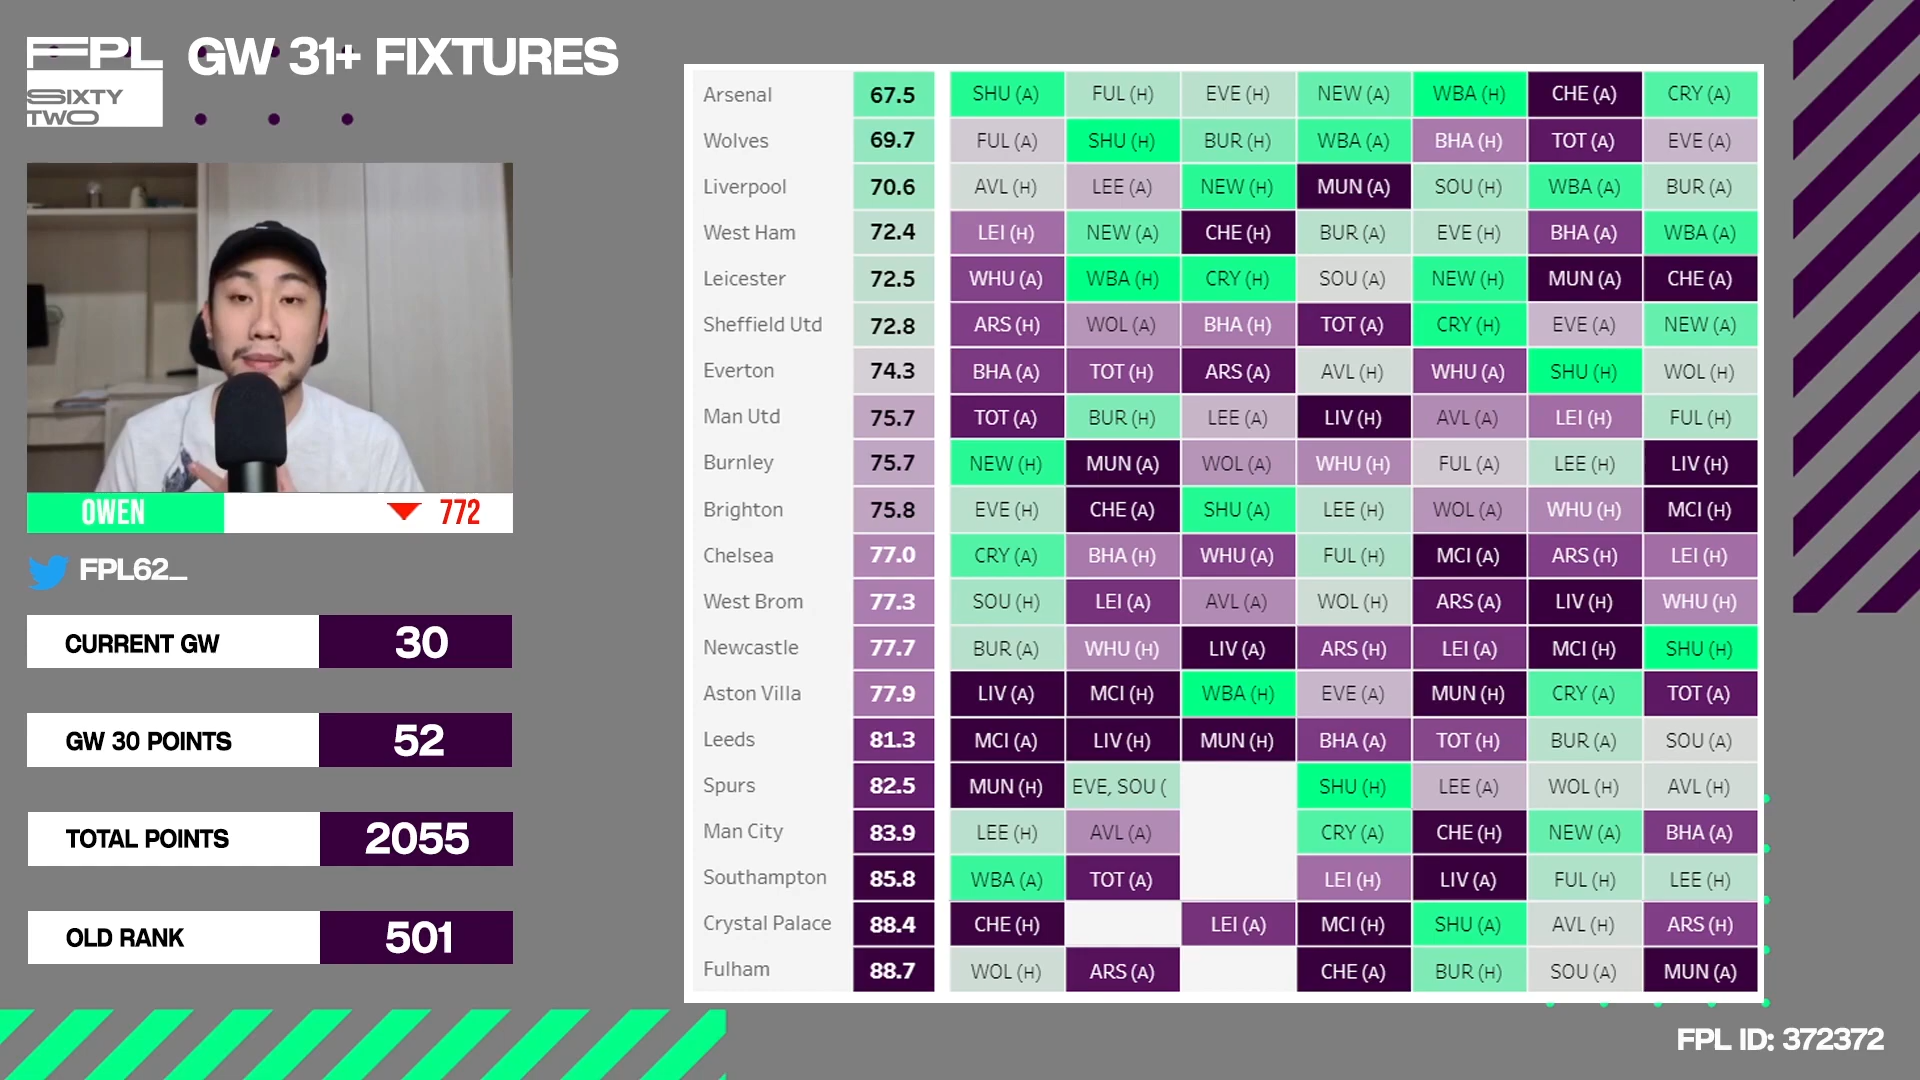 FPL
SIXTY
TWO
GW 31+ FIXTURES
OWEN 772
FPL62_
CURRENT GW 30
GW 30 POINTS 52
TOTAL POINTS 2055
OLD RANK 501
Arsenal 67.5 SHU (A) FUL (H) EVE (H) NEW (A) WBA (H) CHE (A) CRY (A)
Wolves 69.7 FUL (A) SHU (H) BUR (H) WBA (A) BHA (H) TOT (A) EVE (A)
Liverpool 70.6 AVL (H) LEE (A) NEW (H) MUN (A) SOU (H) WBA (A) BUR (A)
West Ham 72.4 LEI (H) NEW (A) CHE (H) BUR (A) EVE (H) BHA (A) WBA (A)
Leicester 72.5 WHU (A) WBA (H) CRY (H) SOU (A) NEW (H) MUN (A) CHE (A)
Sheffield Utd 72.8 ARS (H) WOL (A) BHA (H) TOT (A) CRY (H) EVE (A) NEW (A)
Everton 74.3 BHA (A) TOT (H) ARS (A) AVL (H) WHU (A) SHU (H) WOL (H)
Man Utd 75.7 TOT (A) BUR (H) LEE (A) LIV (H) AVL (A) LEI (H) FUL (H)
Burnley 75.7 NEW (H) MUN (A) WOL (A) WHU (H) FUL (A) LEE (H) LIV (H)
Brighton 75.8 EVE (H) CHE (A) SHU (A) LEE (H) WOL (A) WHU (H) MCI (H)
Chelsea 77.0 CRY (A) BHA (H) WHU (A) FUL (H) MCI (A) ARS (H) LEI (H)
West Brom 77.3 SOU (H) LEI (A) AVL (A) WOL (H) ARS (A) LIV (H) WHU (H)
Newcastle 77.7 BUR (A) WHU (H) LIV (A) ARS (H) LEI (A) MCI (H) SHU (H)
Aston Villa 77.9 LIV (A) MCI (H) WBA (H) EVE (A) MUN (H) CRY (A) TOT (A)
Leeds 81.3 MCI (A) LIV (H) MUN (H) BHA (A) TOT (H) BUR (A) SOU (A)
Spurs 82.5 MUN (H) EVE, SOU ( SHU (H) LEE (A) WOL (H) AVL (H)
Man City 83.9 LEE (H) AVL (A) CRY (A) CHE (H) NEW (A) BHA (A)
Southampton 85.8 WBA (A) TOT (A) LEI (H) LIV (A) FUL (H) LEE (H)
Crystal Palace 88.4 CHE (H) LEI (A) MCI (H) SHU (A) AVL (H) ARS (H)
Fulham 88.7 WOL (H) ARS (A) CHE (A) BUR (H) SOU (A) MUN (A)
FPL ID: 372372